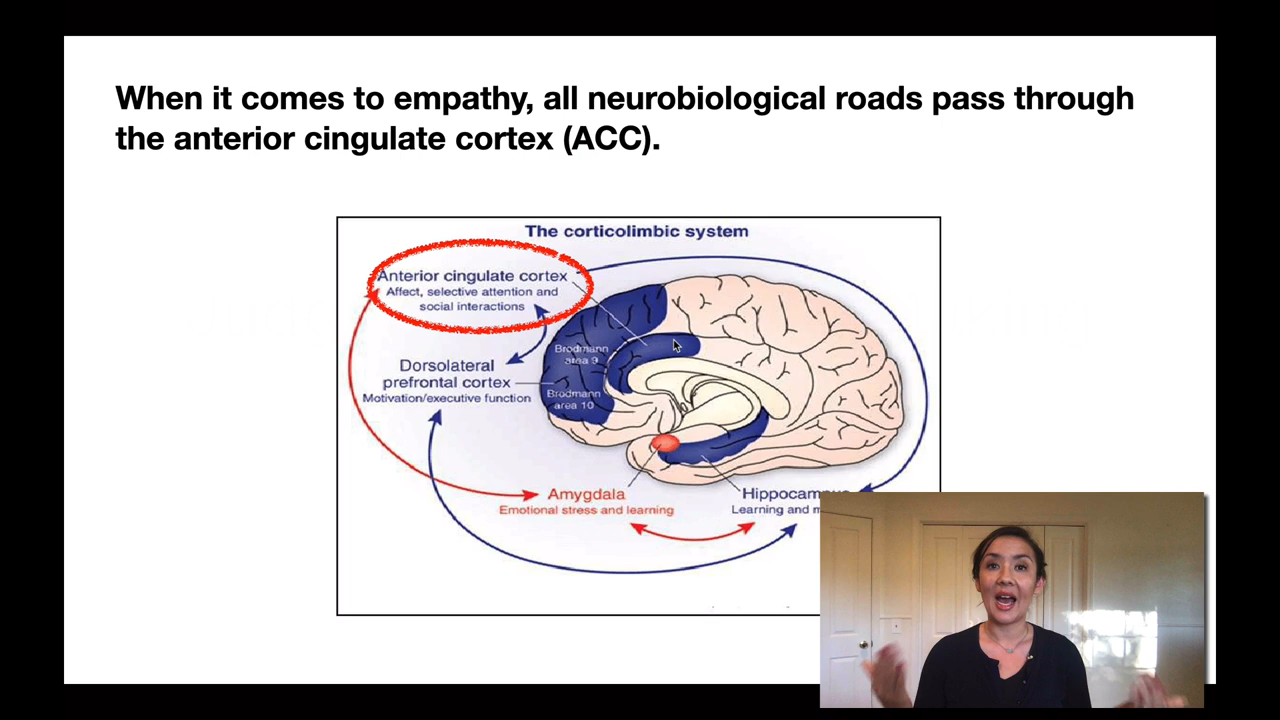 When it comes to empathy, all neurobiological roads pass through
the anterior cingulate cortex (ACC).
The corticolimbic system
Anterior cingulate cortex
Affect, selective attention and
social interactions
Brodmann
area 9
Dorsolateral
prefrontal cortex
Motivation/executive function
Brodmann
area 10
Amygdala
Emotional stress and learning
Hippocampus
Learning and m